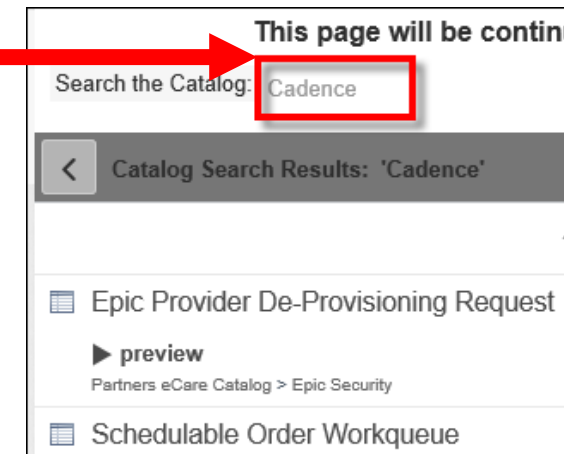 This page will be contin
Search the Catalog: Cadence
Catalog Search Results: 'Cadence'
Epic Provider De-Provisioning Request
preview
Partners eCare Catalog > Epic Security
Schedulable Order Workqueue